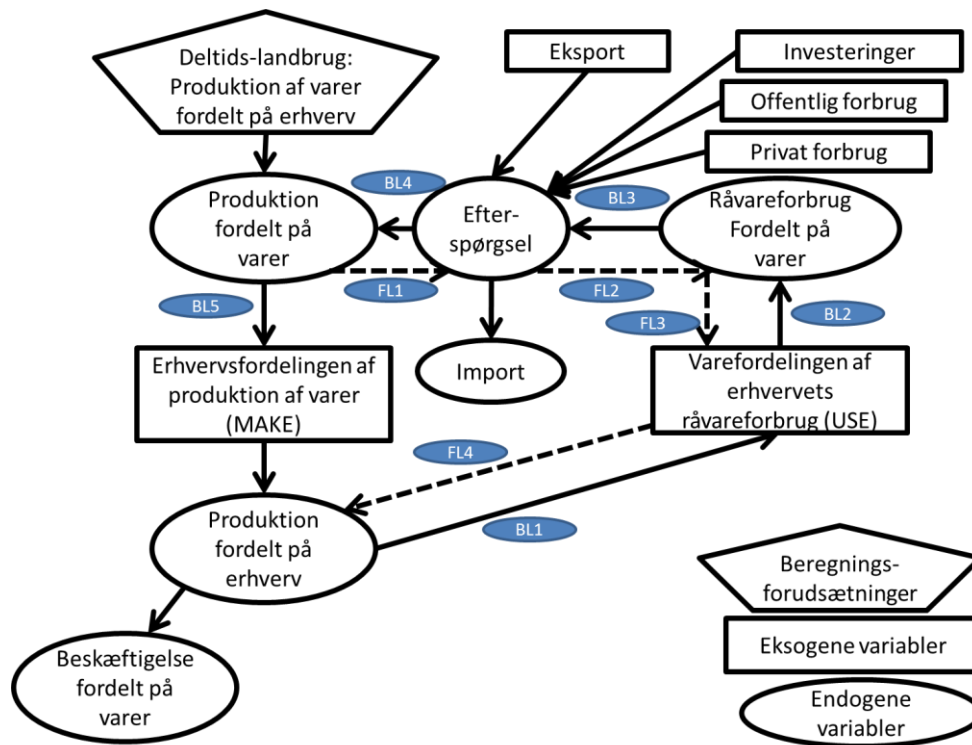 Deltids-landbrug:
Produktion af varer
fordelt på erhverv
Eksport
Investeringer
Offentlig forbrug
Privat forbrug
BL4
BL3
Produktion
fordelt på
varer
Efter-
spørgsel
Råvareforbrug
Fordelt på
varer
FL1
FL2
BL5
FL3
BL2
Erhvervsfordelingen af
produktion af varer
(MAKE)
Import
Varefordelingen af
erhvervets
råvareforbrug (USE)
FL4
BL1
Produktion
fordelt på
erhverv
Beskæftigelse
fordelt på
varer
Beregnings-
forudsætninger
Eksogene variabler
Endogene
variabler